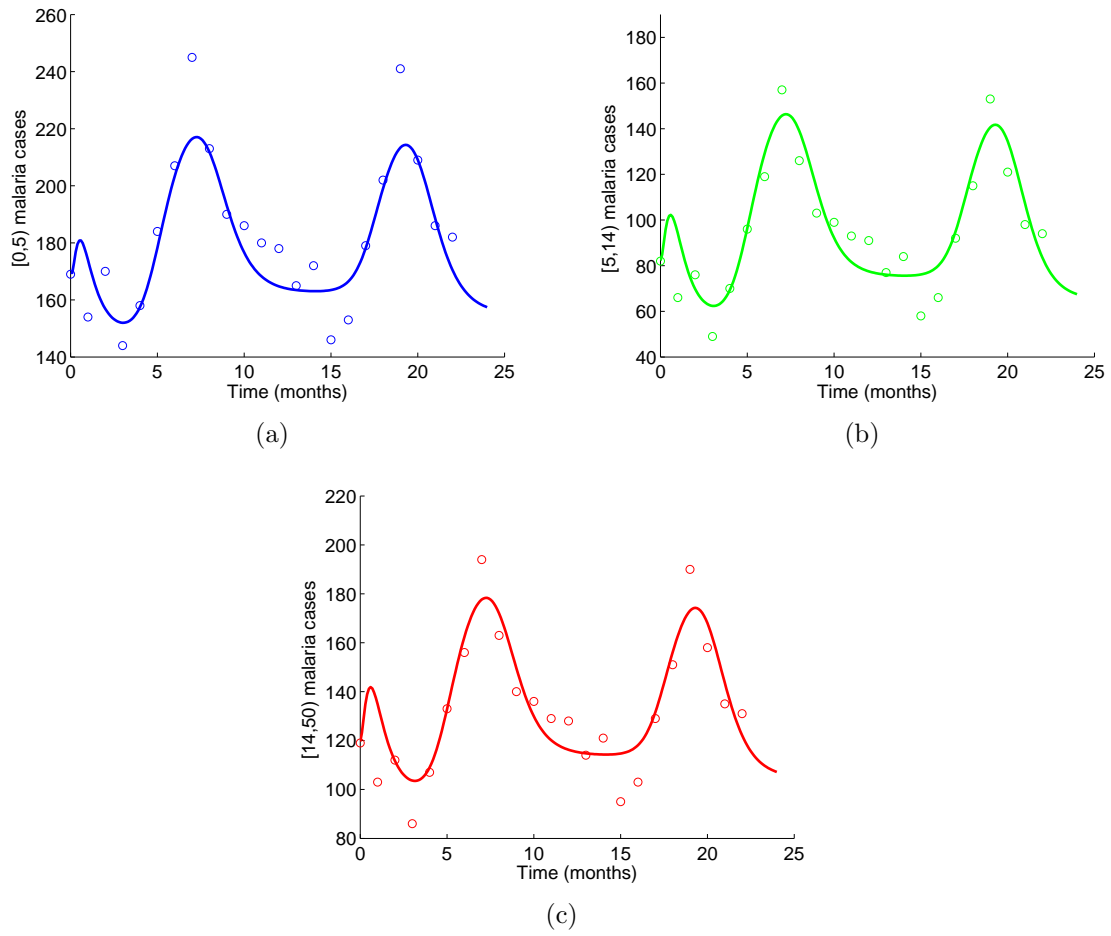 260
240
220
200
180
160
140
[0,5) malaria cases
0 5 10 15 20 25
Time (months)
(a)
180
160
140
120
100
80
60
40
[5,14) malaria cases
0 5 10 15 20 25
Time (months)
(b)
220
200
180
160
140
120
100
80
[14,50) malaria cases
0 5 10 15 20 25
Time (months)
(c)